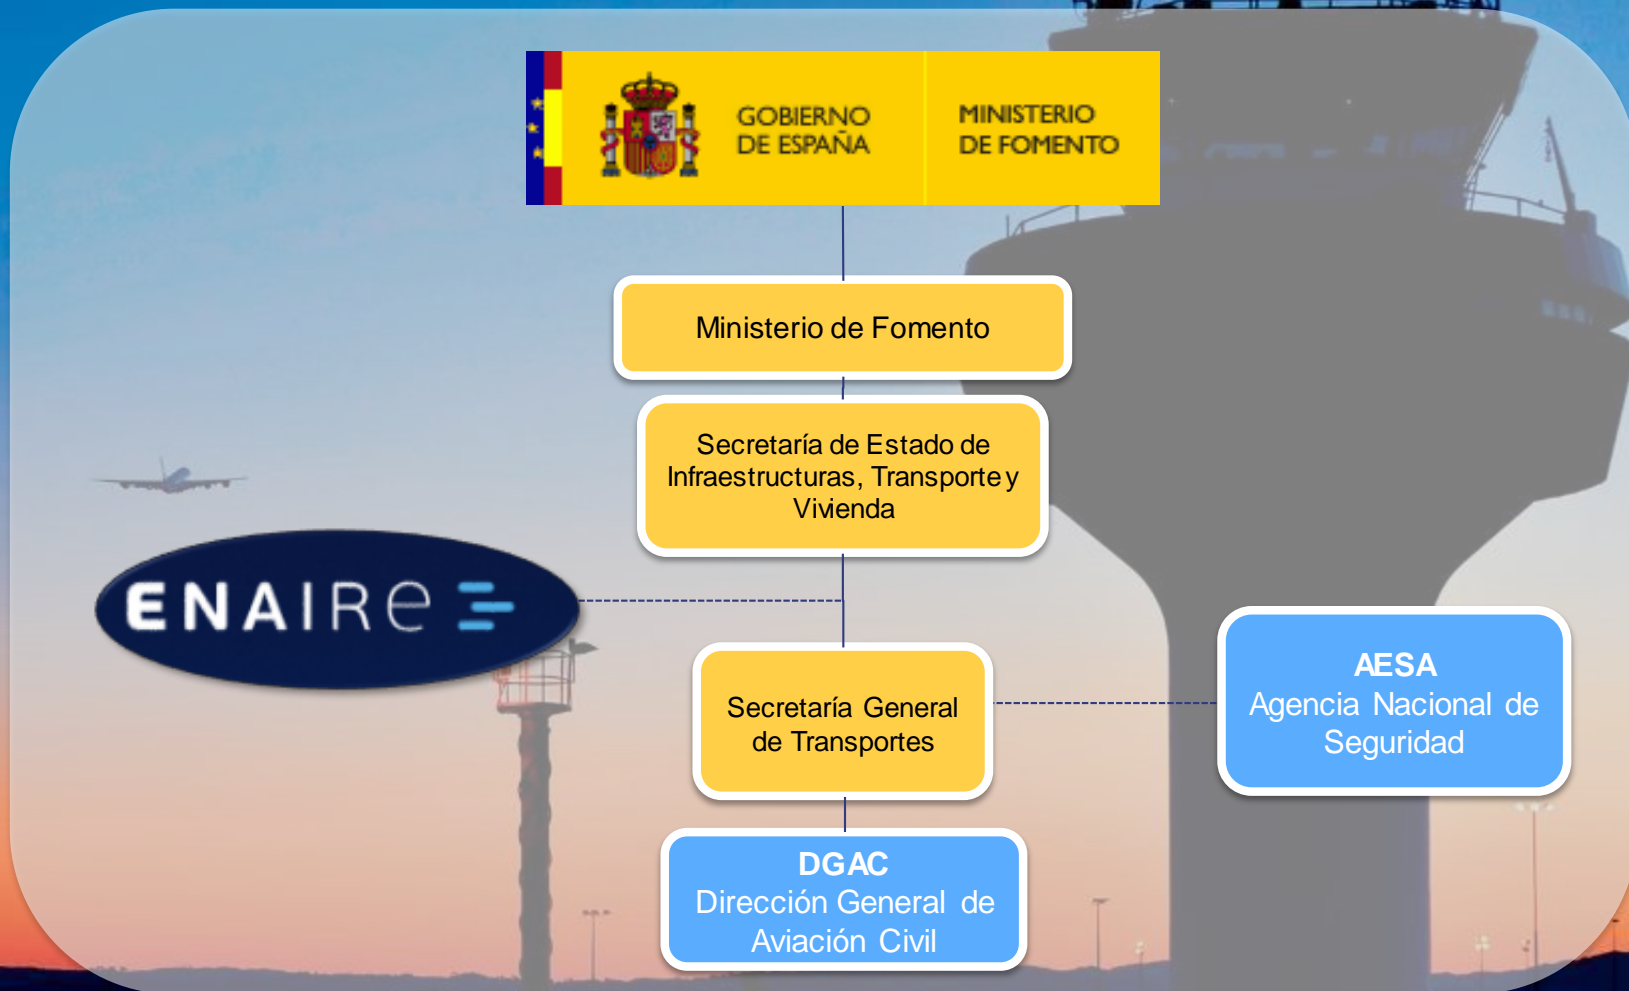 GOBIERNO
DE ESPAÑA
MINISTERIO
DE FOMENTO
Ministerio de Fomento
Secretaría de Estado de
Infraestructuras, Transporte y
Vivienda
ENAIRe
Secretaría General
de Transportes
AESA
Agencia Nacional de
Seguridad
DGAC
Dirección General de
Aviación Civil